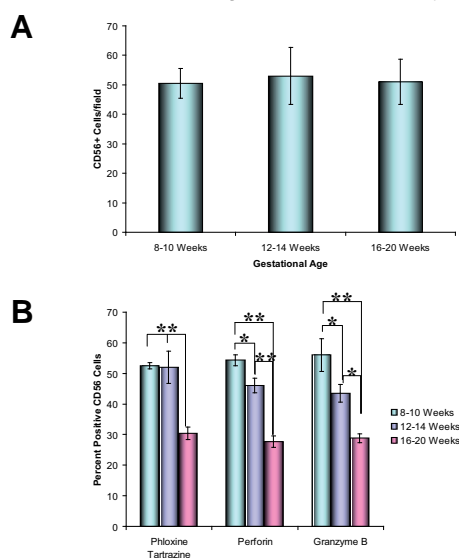 A
70
60
50
40
30
20
10
0
CD56+ Cells/field
8-10 Weeks 12-14 Weeks 16-20 Weeks
Gestational Age
B
70
60
50
40
30
20
10
0
Percent Positive CD56 Cells
** ** * ** ** * *
8-10 Weeks
12-14 Weeks
16-20 Weeks
Phloxine Tartrazine
Perforin
Granzyme B